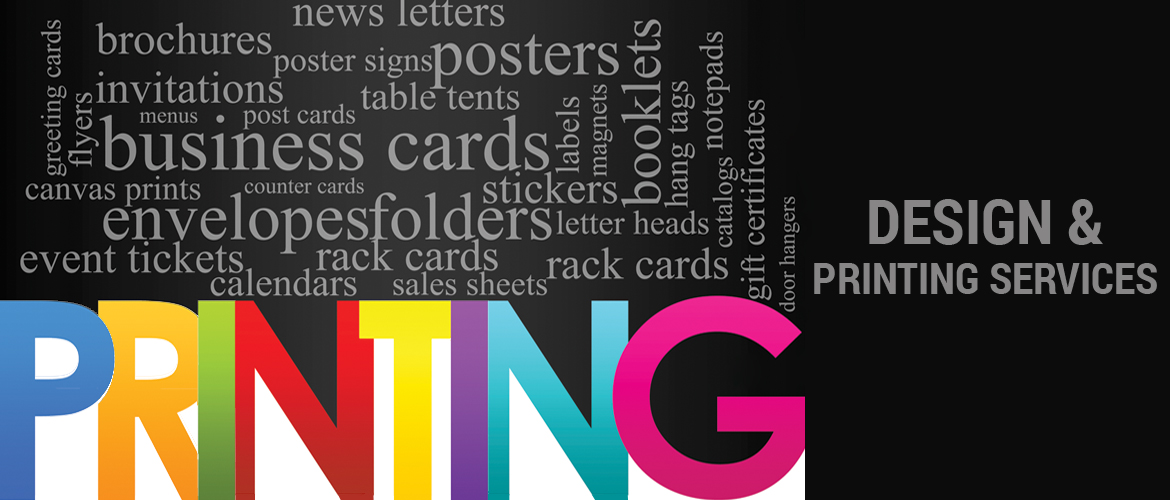 news letters
brochures
poster signs
posters
invitations
table tents
menus
post cards
business cards
greeting cards
flyers
labels
magnets
booklets
hang tags
notepads
canvas prints
counter cards
stickers
envelopes
folders
letter heads
catalogs
gift certificates
door hangers
event tickets
rack cards
rack cards
calendars
sales sheets
PRINTING
DESIGN &
PRINTING SERVICES